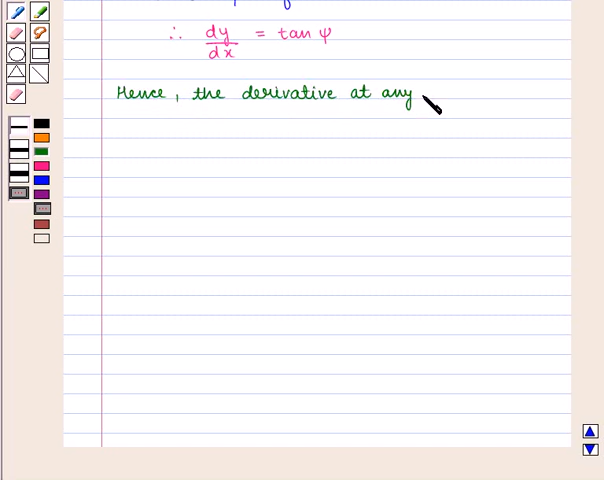 ∴ dy/dx = tan ψ
Hence, the derivative at any